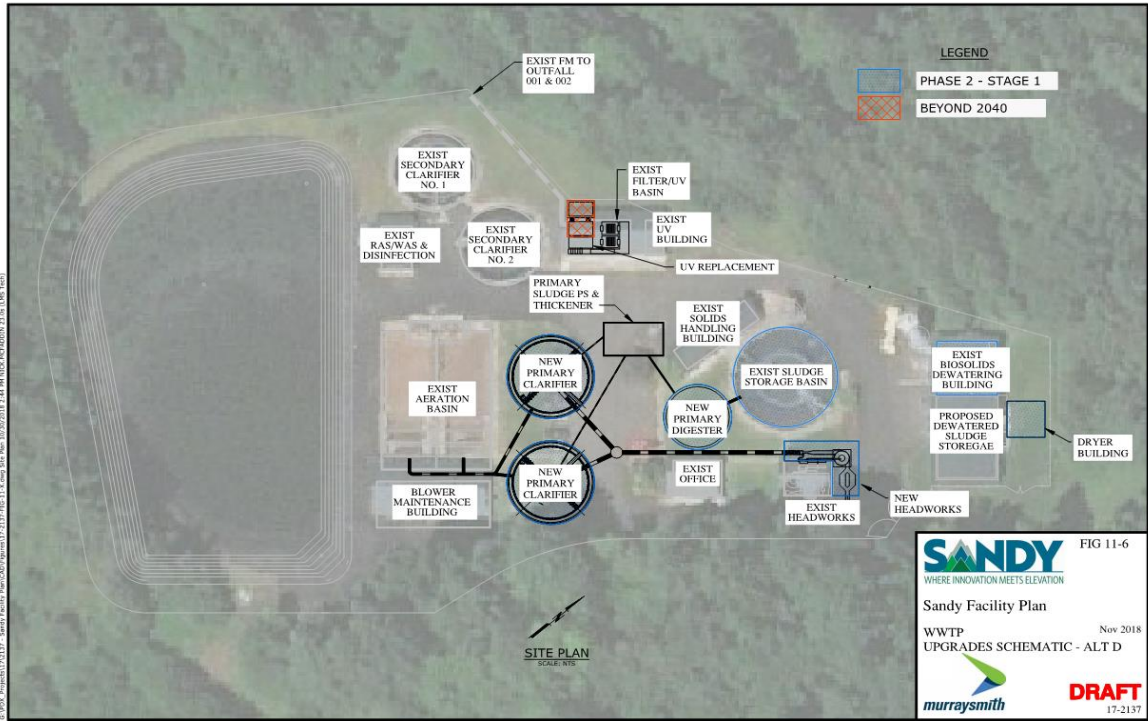 LEGEND
PHASE 2 - STAGE 1
BEYOND 2040
EXIST FM TO
OUTFALL
001 & 002
EXIST
SECONDARY
CLARIFIER
NO. 1
EXIST
FILTER/UV
BASIN
EXIST
RAS/WAS &
DISINFECTION
EXIST
SECONDARY
CLARIFIER
NO. 2
EXIST
UV
BUILDING
UV REPLACEMENT
PRIMARY
SLUDGE PS &
THICKENER
EXIST
SOLIDS
HANDLING
BUILDING
NEW
PRIMARY
CLARIFIER
EXIST
AERATION
BASIN
EXIST SLUDGE
STORAGE BASIN
EXIST
BIOSOLIDS
DEWATERING
BUILDING
NEW
PRIMARY
DIGESTER
PROPOSED
DEWATERED
SLUDGE
STOREGAE
DRYER
BUILDING
NEW
PRIMARY
CLARIFIER
EXIST
OFFICE
BLOWER
MAINTENANCE
BUILDING
EXIST
HEADWORKS
NEW
HEADWORKS
SITE PLAN
SCALE: NTS
SANDY
WHERE INNOVATION MEETS ELEVATION
FIG 11-6
Sandy Facility Plan
WWTP
Nov 2018
UPGRADES SCHEMATIC - ALT D
murraysmith
DRAFT
17-2137